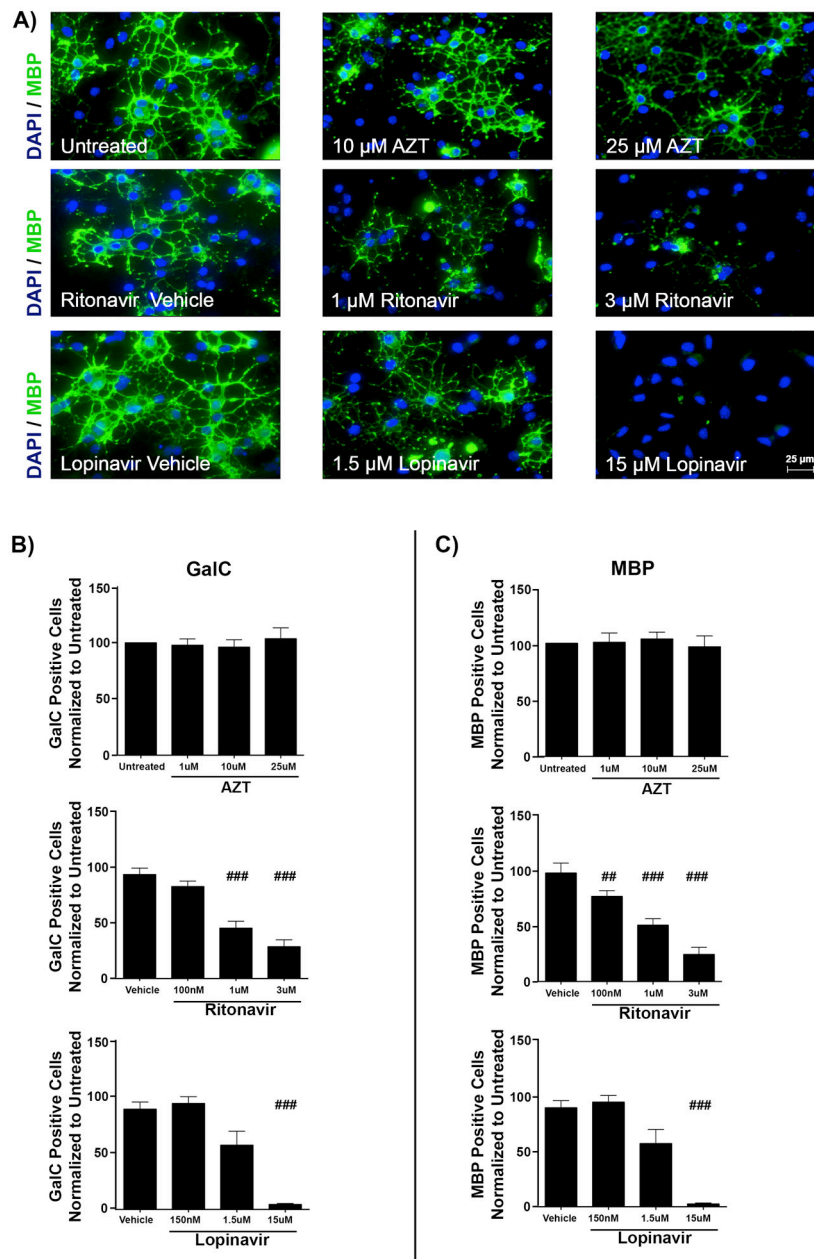 A)
DAPI / MBP
Untreated
10 µM AZT
25 µM AZT
DAPI / MBP
Ritonavir Vehicle
1 µM Ritonavir
3 µM Ritonavir
DAPI / MBP
Lopinavir Vehicle
1.5 µM Lopinavir
15 µM Lopinavir
25 µm
B)
GalC
GalC Positive Cells
Normalized to Untreated
150
100
50
0
Untreated 1uM 10uM 25uM
AZT
GalC Positive Cells
Normalized to Untreated
150
100
50
0
### ###
Vehicle 100nM 1uM 3uM
Ritonavir
GalC Positive Cells
Normalized to Untreated
150
100
50
0
###
Vehicle 150nM 1.5uM 15uM
Lopinavir
C)
MBP
MBP Positive Cells
Normalized to Untreated
150
100
50
0
Untreated 1uM 10uM 25uM
AZT
MBP Positive Cells
Normalized to Untreated
150
100
50
0
## ### ###
Vehicle 100nM 1uM 3uM
Ritonavir
MBP Positive Cells
Normalized to Untreated
150
100
50
0
###
Vehicle 150nM 1.5uM 15uM
Lopinavir